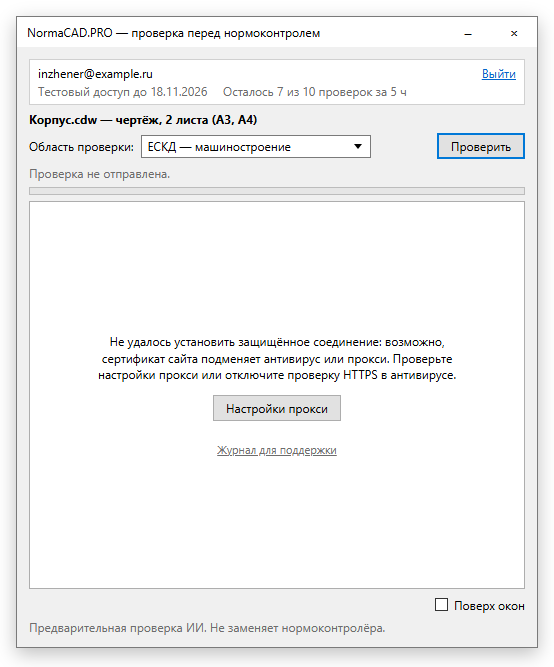 NormaCAD.PRO — проверка перед нормоконтролем
inzhener@example.ru
Выйти
Тестовый доступ до 18.11.2026 Осталось 7 из 10 проверок за 5 ч
Корпус.cdw — чертёж, 2 листа (А3, А4)
Область проверки: ЕСКД — машиностроение
Проверить
Проверка не отправлена.
Не удалось установить защищённое соединение: возможно,
сертификат сайта подменяет антивирус или прокси. Проверьте
настройки прокси или отключите проверку HTTPS в антивирусе.
Настройки прокси
Журнал для поддержки
Поверх окон
Предварительная проверка ИИ. Не заменяет нормоконтролёра.